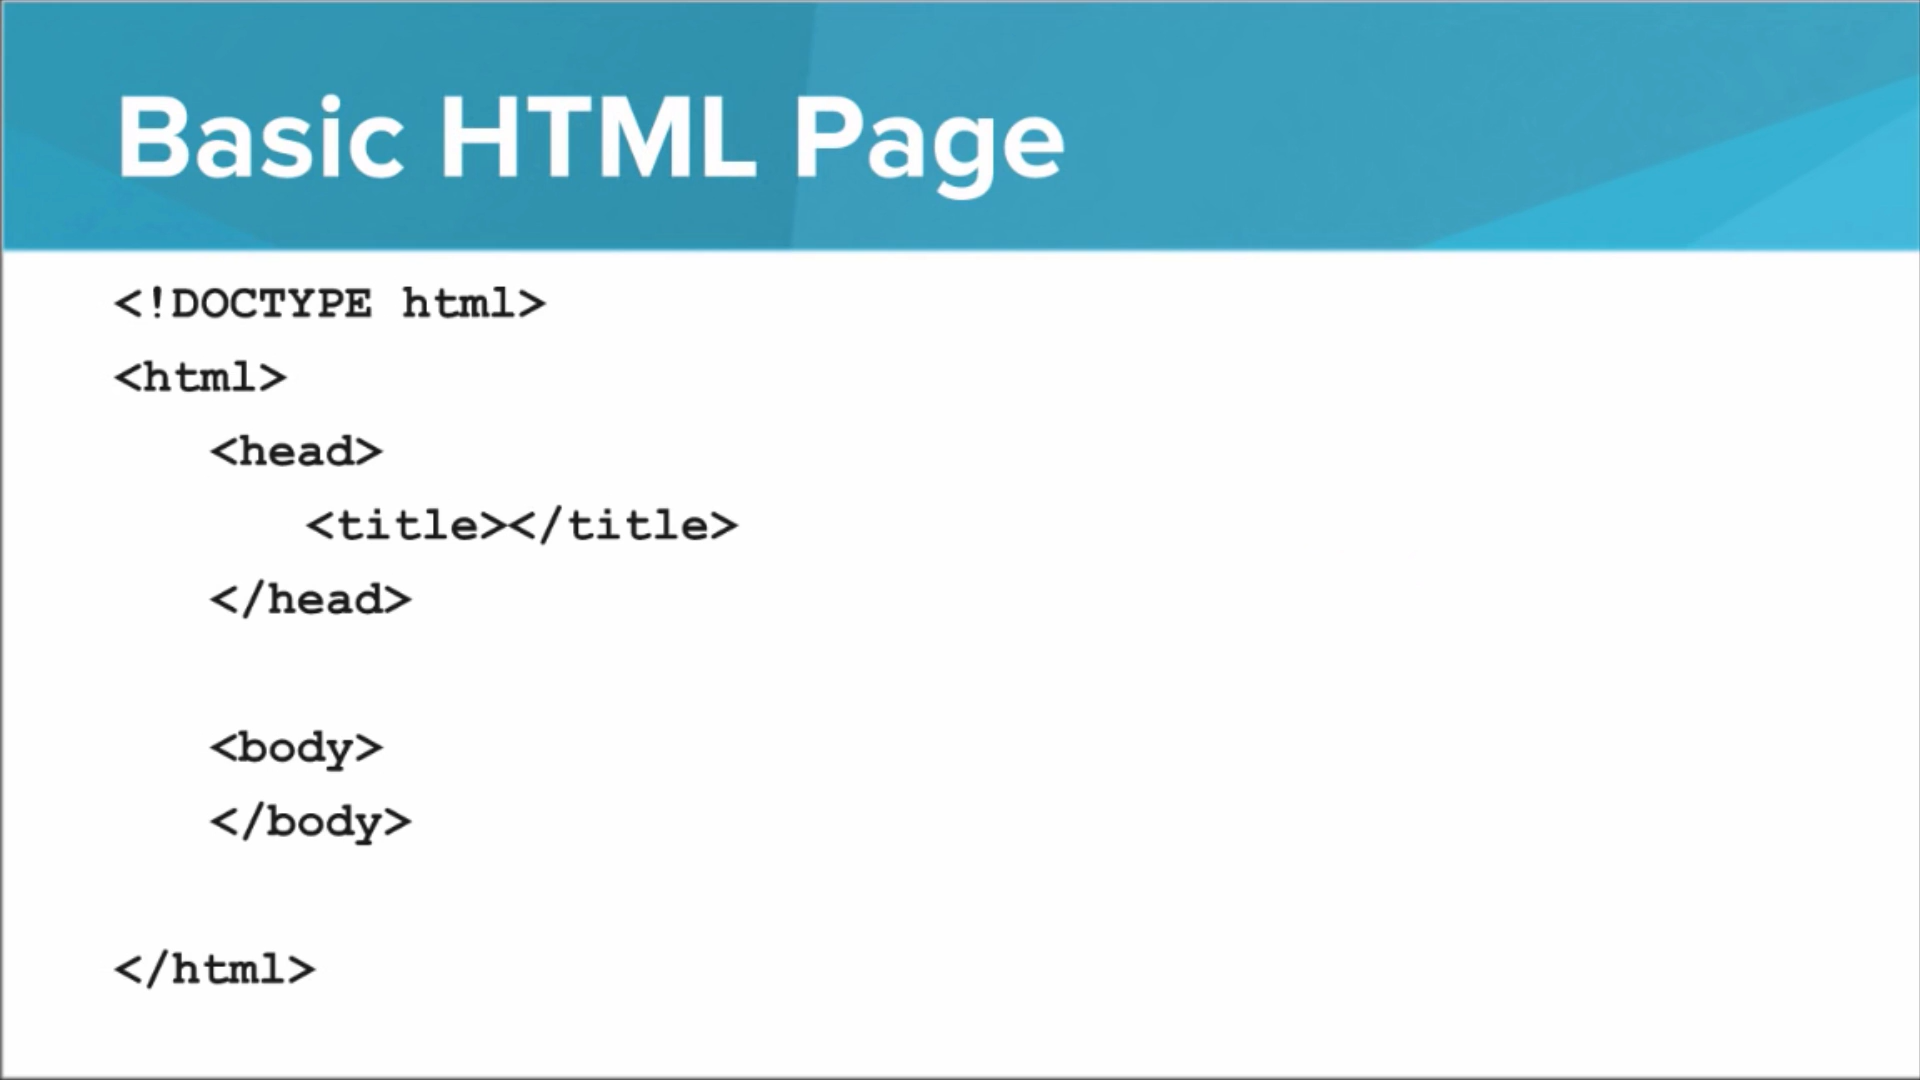 Basic HTML Page
<!DOCTYPE html>
<html>
<head>
<title></title>
</head>
<body>
</body>
</html>